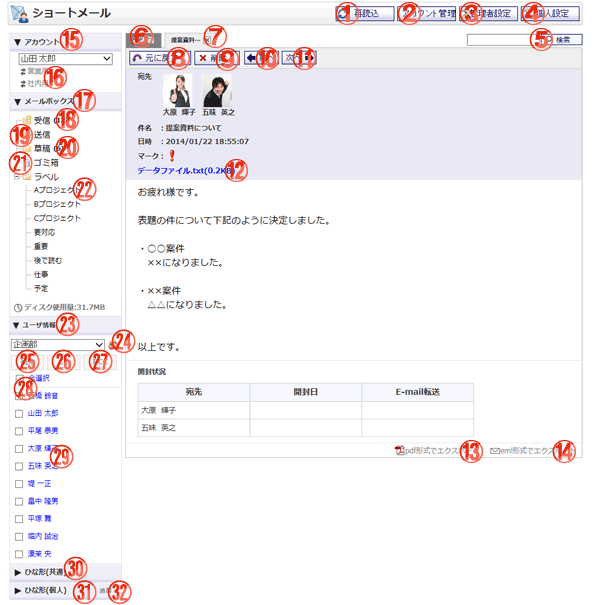 ショートメール
① 再読込 ② アカウント管理 ③ 管理者設定 ④ 個人設定
⑥ 提案資料… ⑦ ⑤ 検索
元に戻 ⑧ 削 ⑨ ⑩ 次 ⑪
▼ アカウント ⑮
山田 太郎
営業 ⑯
社内
▼ メールボックス ⑰
受信 ⑱
⑲ 送信
草稿 ⑳
㉑ ゴミ箱
ラベル
Aプロジェクト ㉒
Bプロジェクト
Cプロジェクト
要対応
重要
後で読む
仕事
予定
ディスク使用量:31.7MB
▼ ユーザ情報 ㉓
企画部 ㉔
㉕ ㉖ ㉗
全選択
㉘ 鈴音
山田 太郎
平尾 泰男
大原 輝子
五味 英之 ㉙
堤 一正
畠中 隆男
平塚 舞
堀内 誠治
湊茉 央
▶ ひな形(共通) ㉚
▶ ひな形(個人) ㉛ 追加 ㉜
宛先
大原 輝子 五味 英之
件名 :提案資料について
日時 :2014/01/22 18:55:07
マーク:
データファイル.txt(0.2KB) ⑫
お疲れ様です。
表題の件について下記のように決定しました。
・○○案件
××になりました。
・××案件
△△になりました。
以上です。
開封状況
宛先 開封日 E-mail転送
大原 輝子
五味 英之
pdf形式でエクス ⑬ eml形式でエクス ⑭